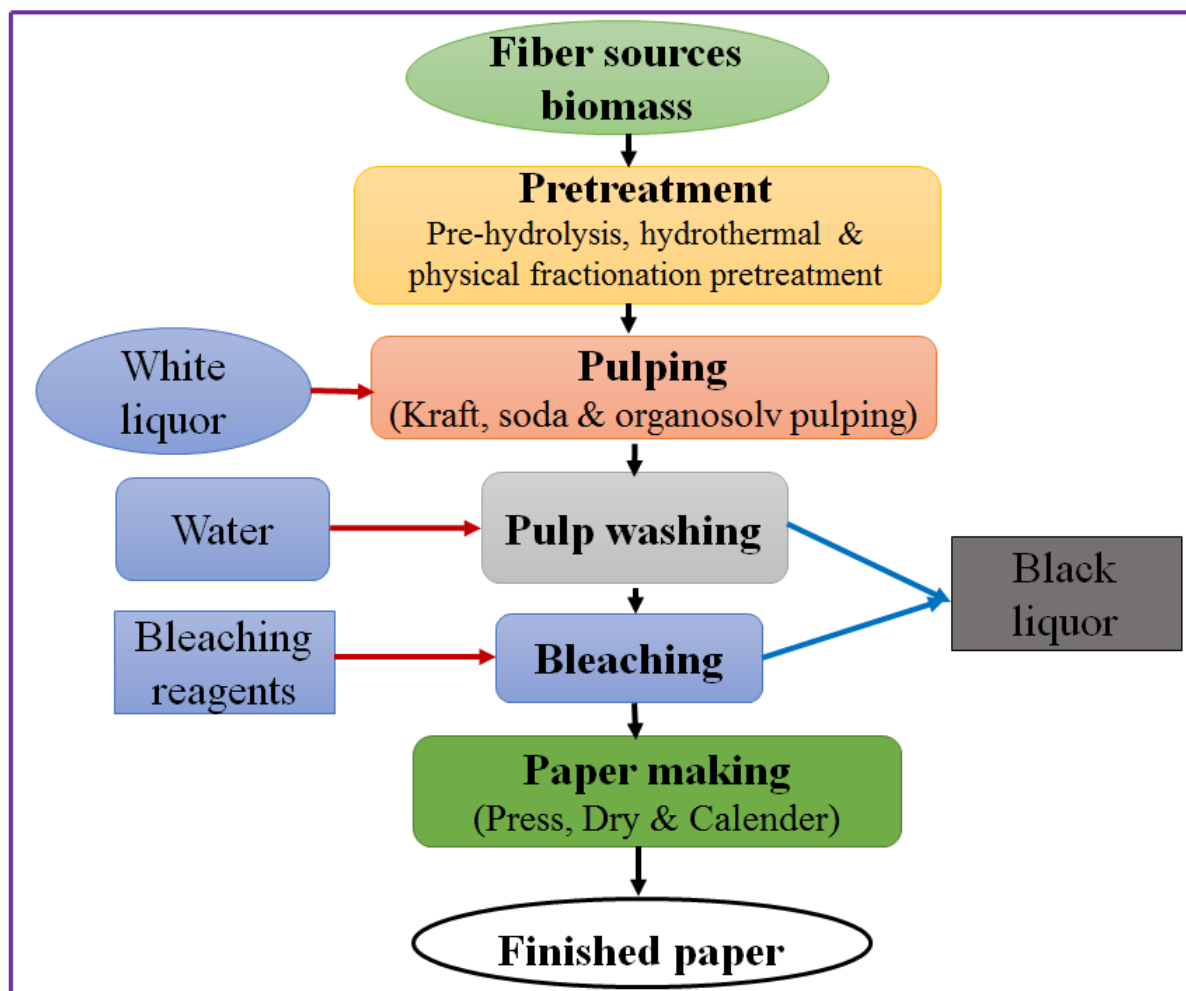 Fiber sources
biomass
Pretreatment
Pre-hydrolysis, hydrothermal &
physical fractionation pretreatment
White
liquor
Pulping
(Kraft, soda & organosolv pulping)
Water
Pulp washing
Black
liquor
Bleaching
reagents
Bleaching
Paper making
(Press, Dry & Calender)
Finished paper